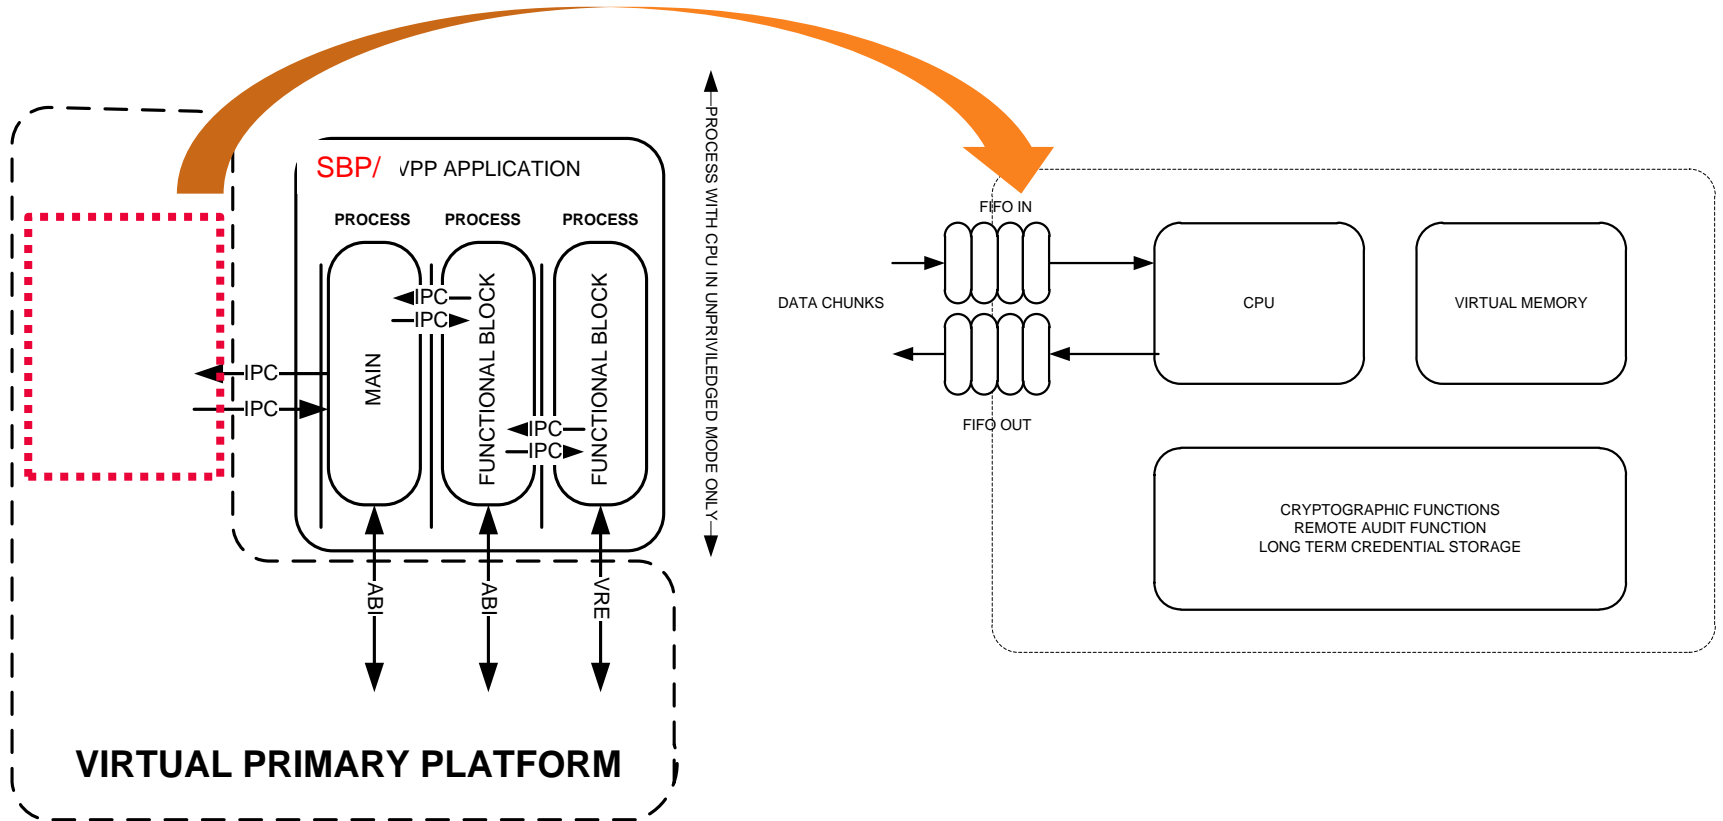 SBP/ VPP APPLICATION
PROCESS PROCESS PROCESS
MAIN
FUNCTIONAL BLOCK
FUNCTIONAL BLOCK
IPC
IPC
IPC
IPC
IPC
IPC
ABI
ABI
VRE
VIRTUAL PRIMARY PLATFORM
PROCESS WITH CPU IN UNPRIVILEDGED MODE ONLY
FIFO IN
DATA CHUNKS
FIFO OUT
CPU
VIRTUAL MEMORY
CRYPTOGRAPHIC FUNCTIONS
REMOTE AUDIT FUNCTION
LONG TERM CREDENTIAL STORAGE